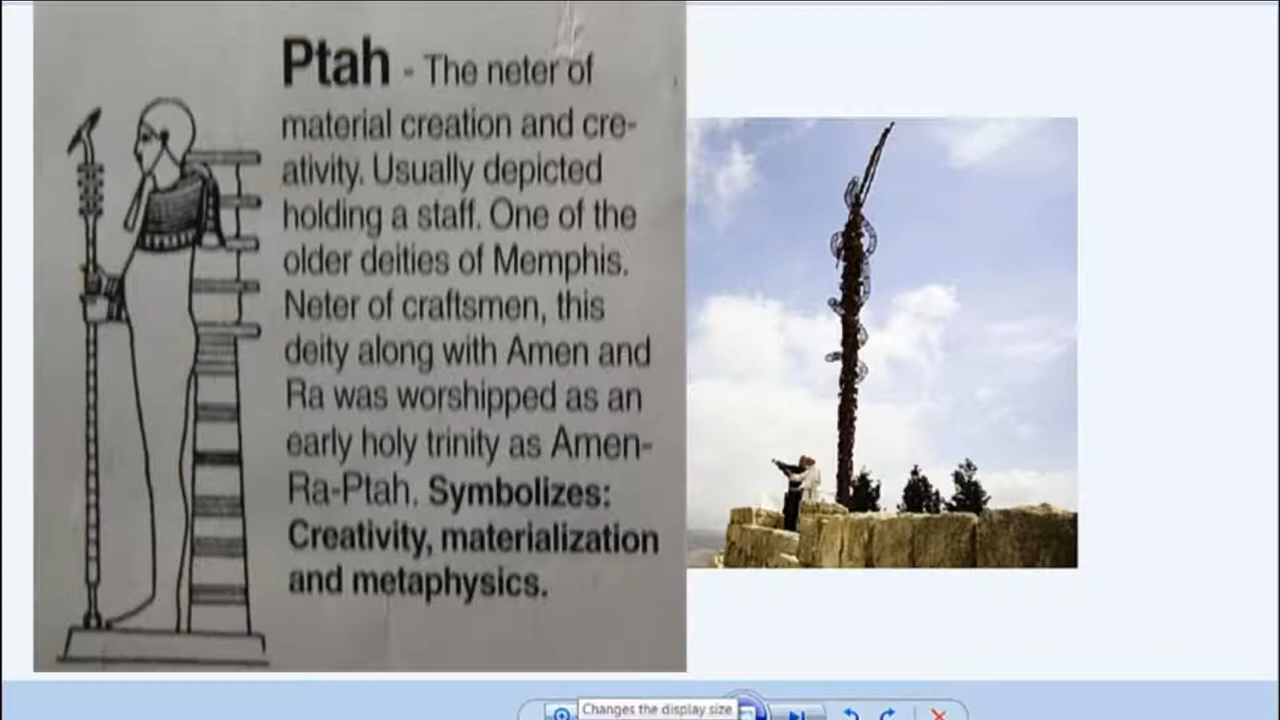 Ptah - The neter of
material creation and cre-
ativity. Usually depicted
holding a staff. One of the
older deities of Memphis.
Neter of craftsmen, this
deity along with Amen and
Ra was worshipped as an
early holy trinity as Amen-
Ra-Ptah. Symbolizes:
Creativity, materialization
and metaphysics.
Changes the display size